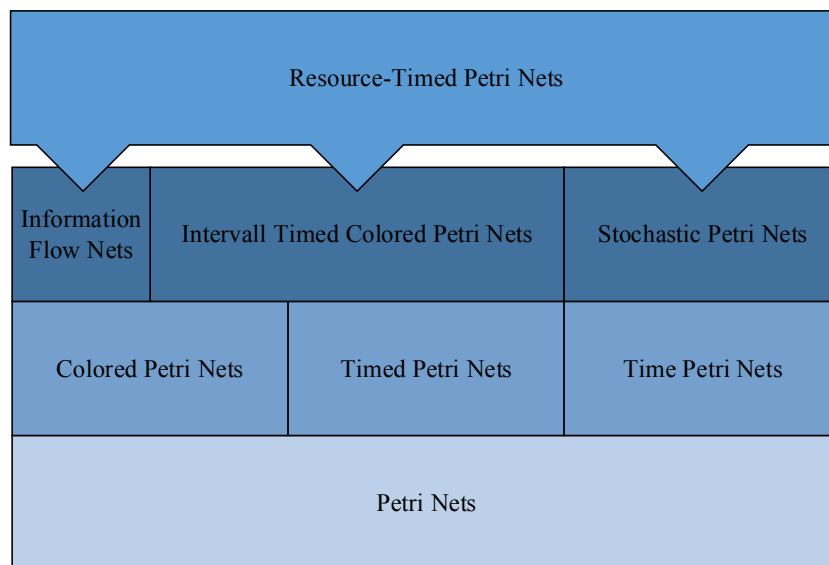 Resource-Timed Petri Nets
Information
Flow Nets
Intervall Timed Colored Petri Nets
Stochastic Petri Nets
Colored Petri Nets
Timed Petri Nets
Time Petri Nets
Petri Nets